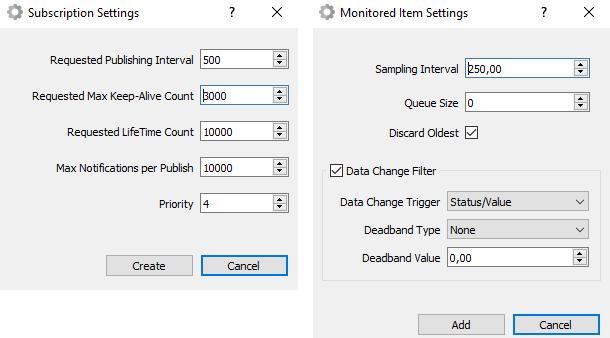 Subscription Settings
?
Requested Publishing Interval 500
Requested Max Keep-Alive Count 3000
Requested LifeTime Count 10000
Max Notifications per Publish 10000
Priority 4
Create Cancel
Monitored Item Settings
?
Sampling Interval 250,00
Queue Size 0
Discard Oldest
Data Change Filter
Data Change Trigger Status/Value
Deadband Type None
Deadband Value 0,00
Add Cancel